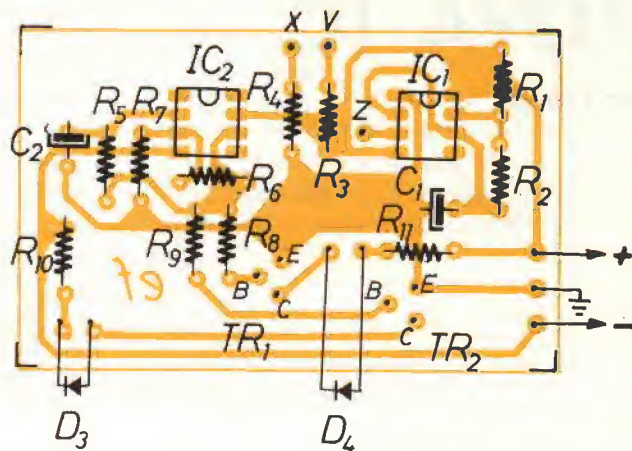 X V
IC2 IC1
R5 R7 R4 Z R1
C2
R6 R3 C1 R2
R10 R9 R8 R11
E
B C B E +
ef
C −
TR1 TR2
D3 D4